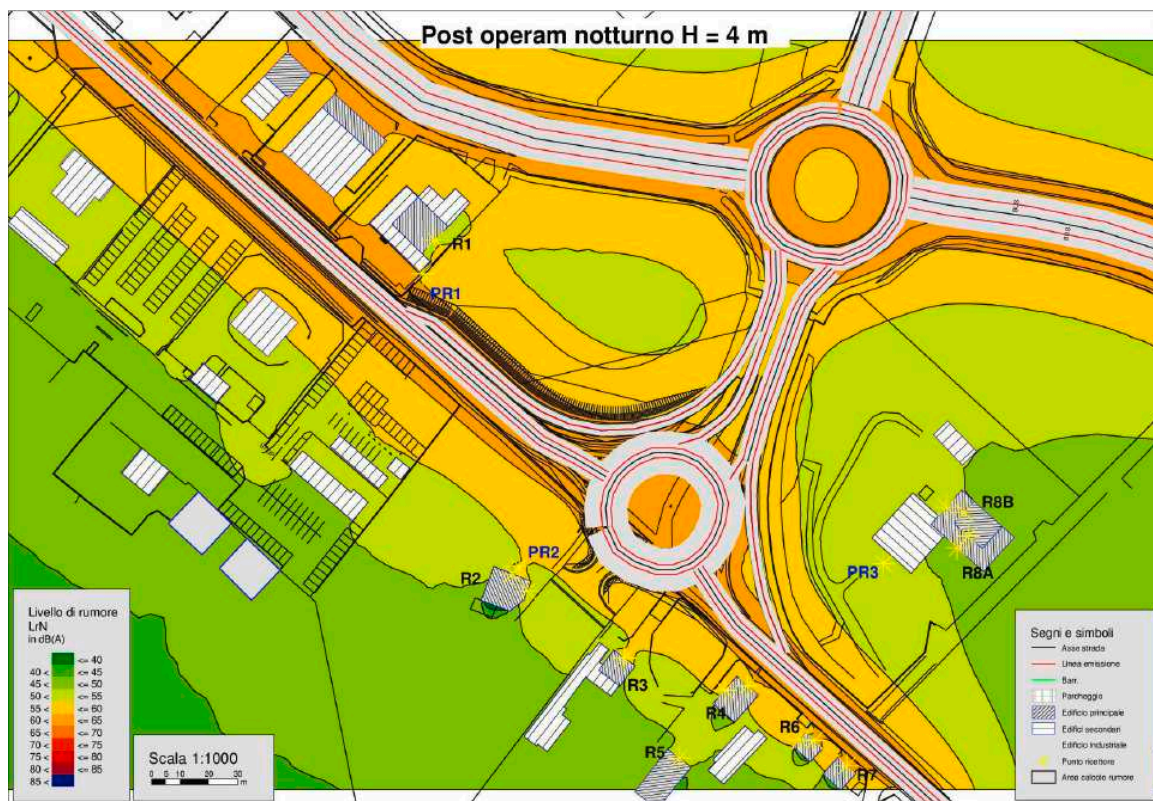 Post operam notturno H = 4 m
BUS
BUS
R1
PR1
PR2
R2
R3
R4
R5
R6
R7
PR3
R8B
R8A
Livello di rumore
LrN
in dB(A)
<= 40
40 < <= 45
45 < <= 50
50 < <= 55
55 < <= 60
60 < <= 65
65 < <= 70
70 < <= 75
75 < <= 80
80 < <= 85
85 <
Scala 1:1000
0 5 10 20 30
m
Segni e simboli
Asse strada
Linea emissione
Barr.
Parcheggio
Edificio principale
Edifici secondari
Edificio industriale
Punto ricettore
Area calcolo rumore